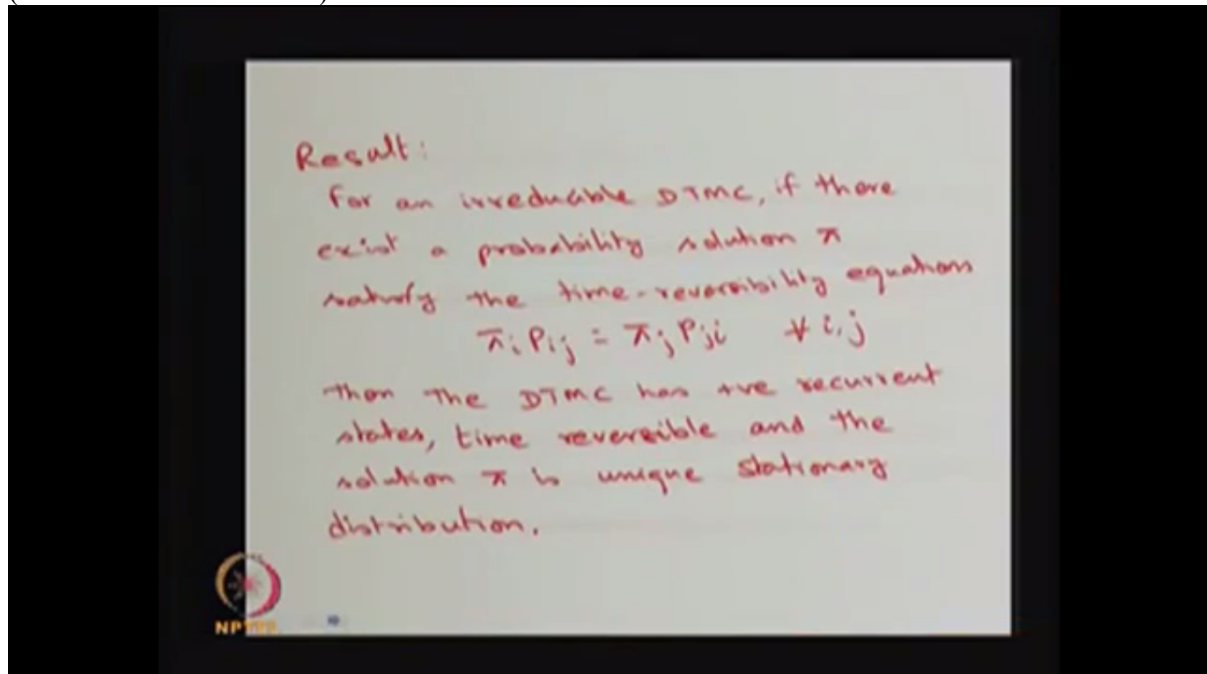 Result:
For an irreducible DTMC, if there
exist a probability solution π
satisfy the time-reversibility equations
πi Pij = πj Pji ∀ i,j
then the DTMC has +ve recurrent
states, time reversible and the
solution π is unique stationary
distribution.
NPTEL